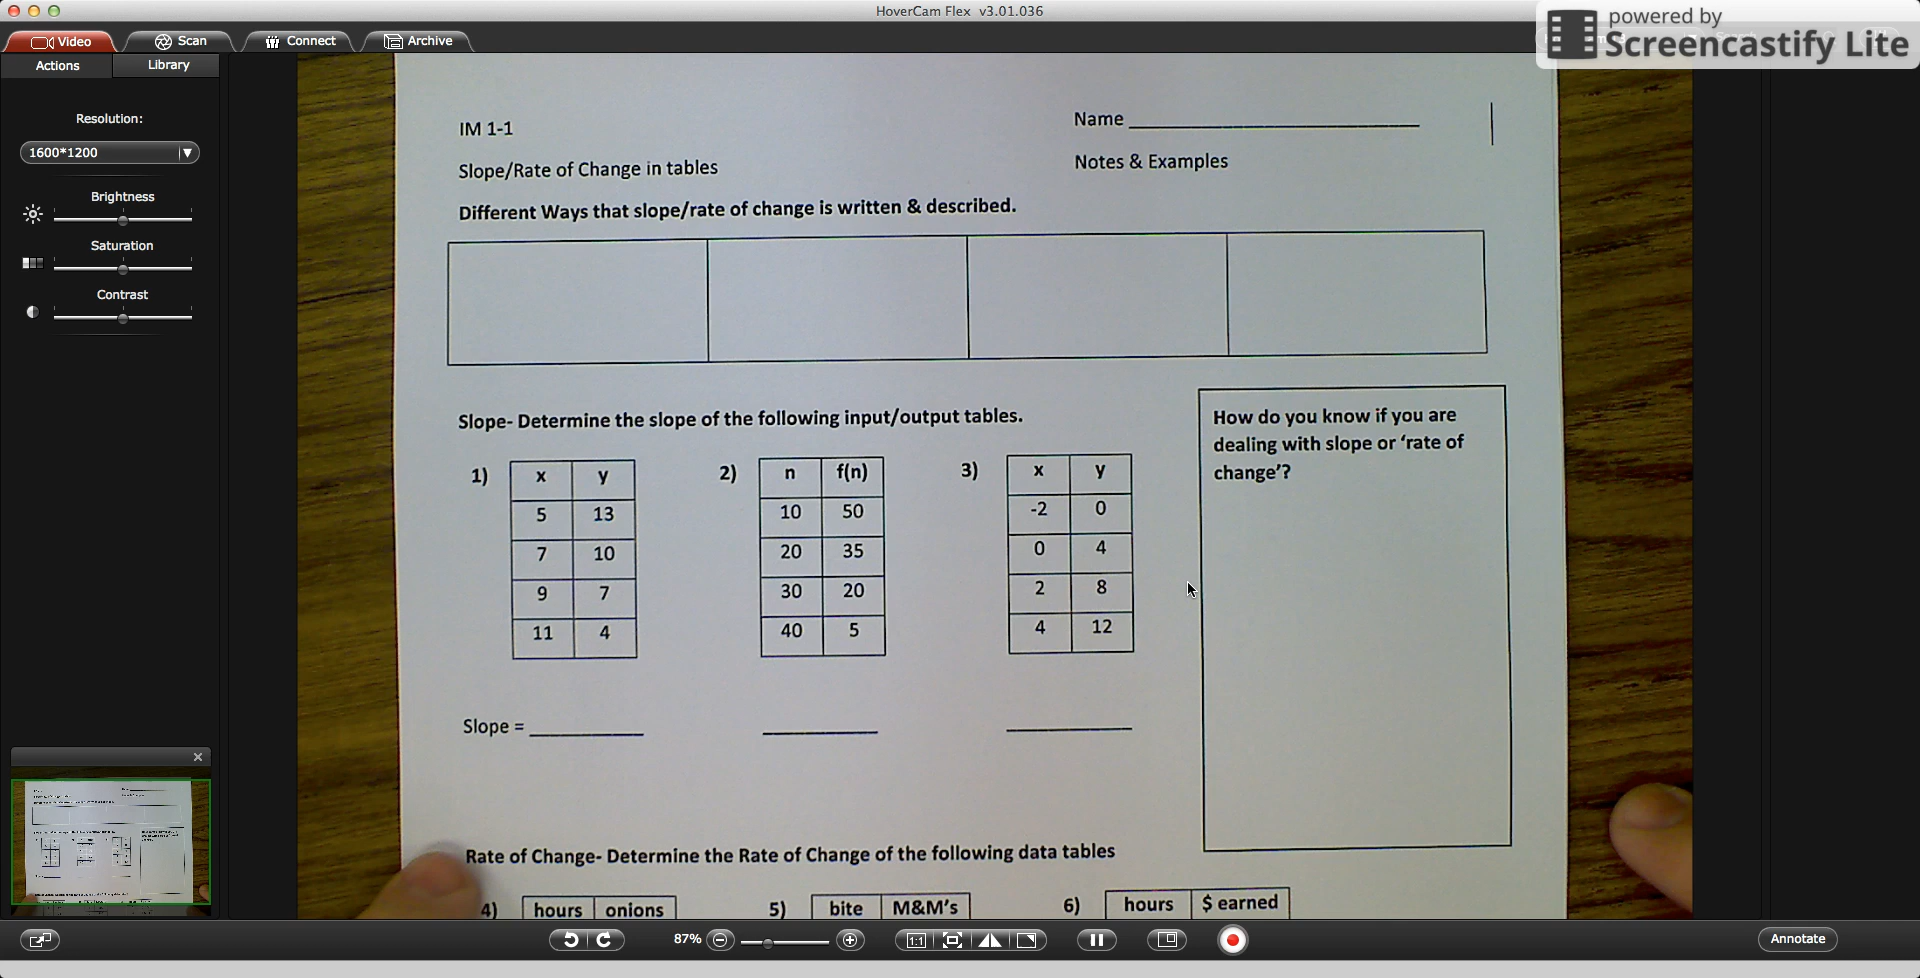 HoverCam Flex v3.01.036
powered by
Screencastify Lite
Video
Scan
Connect
Archive
Actions
Library
Resolution:
1600*1200
Brightness
Saturation
Contrast
IM 1-1
Name
Slope/Rate of Change in tables
Notes & Examples
Different Ways that slope/rate of change is written & described.
Slope- Determine the slope of the following input/output tables.
How do you know if you are
dealing with slope or ‘rate of
change’?
1)
x y
5 13
7 10
9 7
11 4
2)
n f(n)
10 50
20 35
30 20
40 5
3)
x y
-2 0
0 4
2 8
4 12
Slope =
Rate of Change- Determine the Rate of Change of the following data tables
4) hours onions
5) bite M&M’s
6) hours $ earned
87%
1:1
Annotate